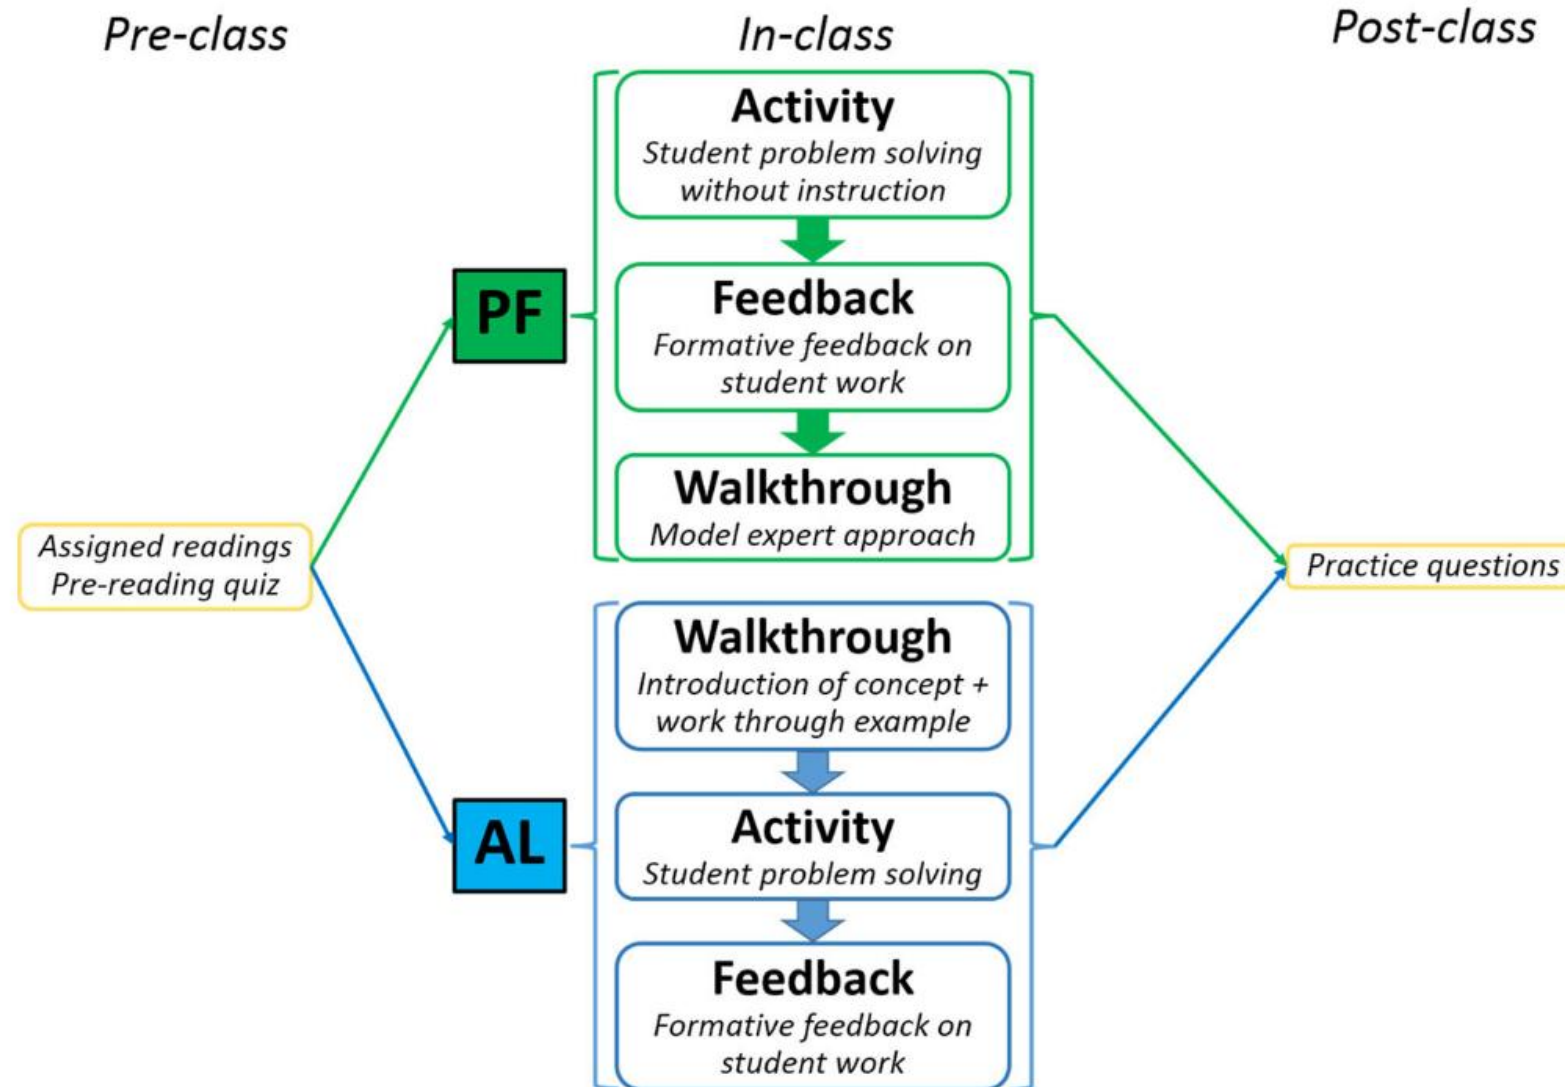 Pre-class
In-class
Post-class
Activity
Student problem solving
without instruction
PF
Feedback
Formative feedback on
student work
Walkthrough
Model expert approach
Assigned readings
Pre-reading quiz
Practice questions
Walkthrough
Introduction of concept +
work through example
AL
Activity
Student problem solving
Feedback
Formative feedback on
student work